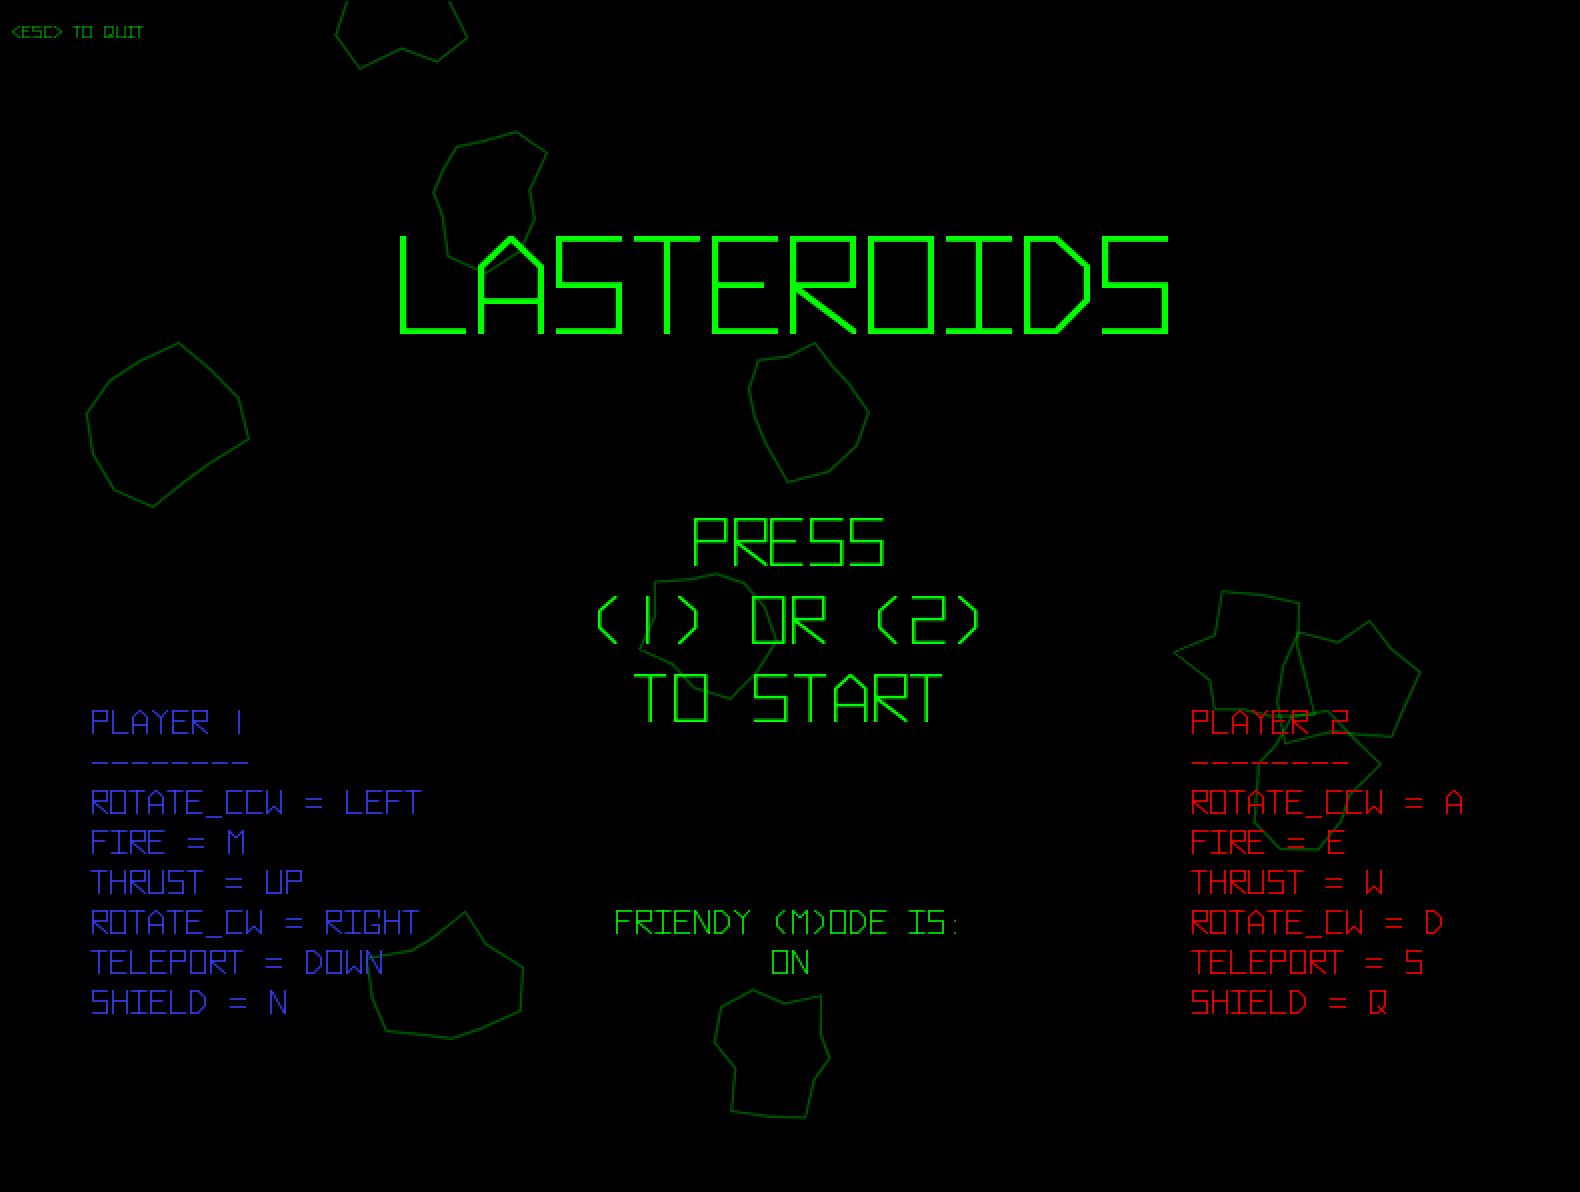 <ESC> TO QUIT
LASTEROIDS
PRESS
(1) OR (2)
TO START
PLAYER 1
--------
ROTATE_CCW = LEFT
FIRE = M
THRUST = UP
ROTATE_CW = RIGHT
TELEPORT = DOWN
SHIELD = N
FRIENDY (M)ODE IS:
ON
PLAYER 2
--------
ROTATE_CCW = A
FIRE = E
THRUST = W
ROTATE_CW = D
TELEPORT = S
SHIELD = Q